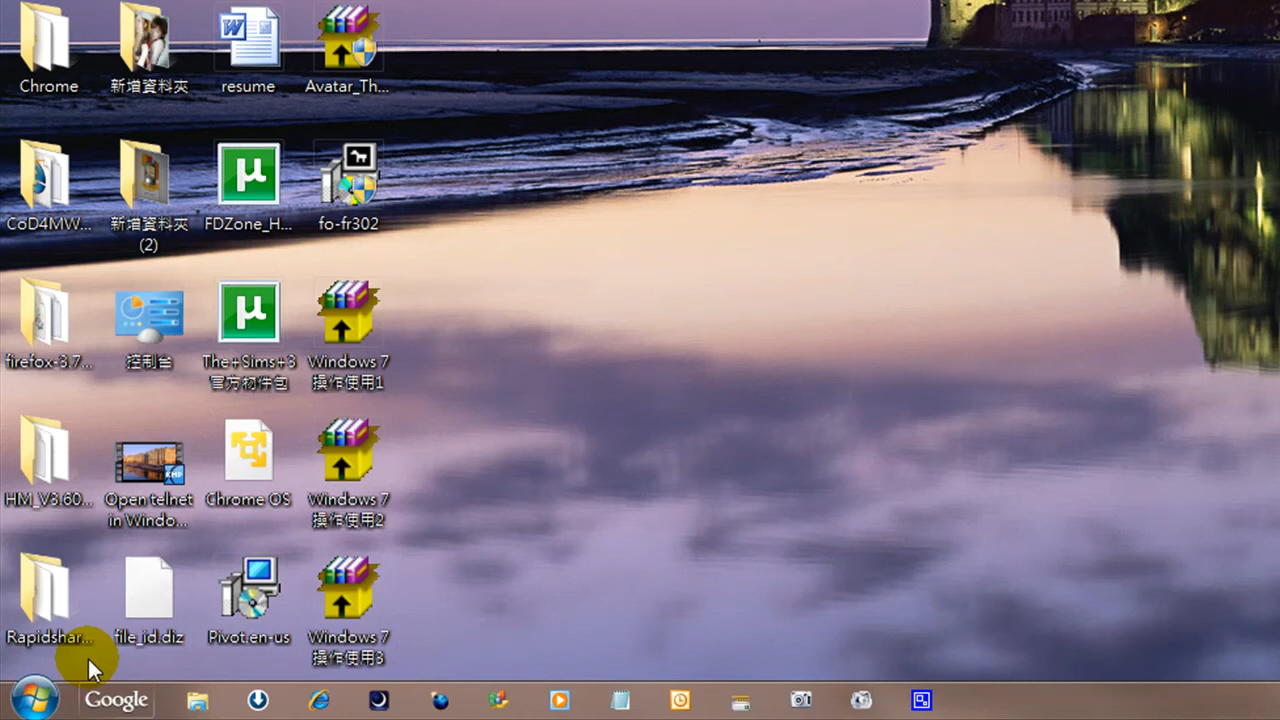 Chrome
新增資料夾
resume
Avatar_Th...
CoD4MW...
新增資料夾
(2)
FDZone_H...
fo-fr302
firefox-3.7...
控制台
The+Sims+3
官方物件包
Windows 7
操作使用1
HM_V3.60...
Open telnet
in Windo...
Chrome OS
Windows 7
操作使用2
Rapidshar...
file_id.diz
Pivot.en-us
Windows 7
操作使用3
Google